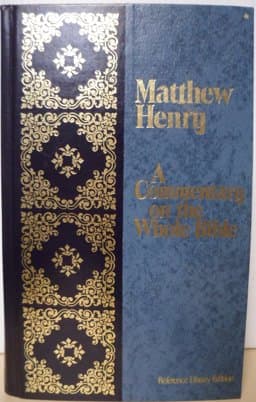 Matthew
Henry
A
Commentary
on the
Whole Bible
Reference Library Edition